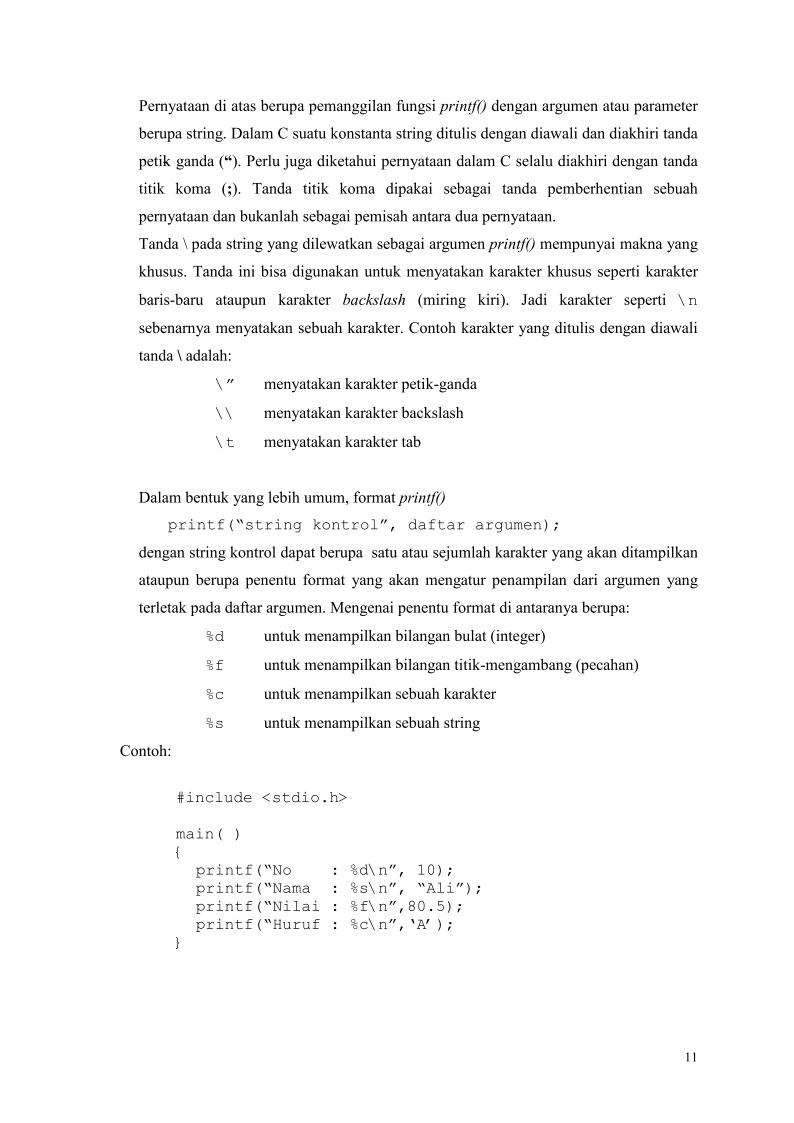 Pernyataan di atas berupa pemanggilan fungsi printf() dengan argumen atau parameter
berupa string. Dalam C suatu konstanta string ditulis dengan diawali dan diakhiri tanda
petik ganda (“). Perlu juga diketahui pernyataan dalam C selalu diakhiri dengan tanda
titik koma (;). Tanda titik koma dipakai sebagai tanda pemberhentian sebuah
pernyataan dan bukanlah sebagai pemisah antara dua pernyataan.
Tanda \ pada string yang dilewatkan sebagai argumen printf() mempunyai makna yang
khusus. Tanda ini bisa digunakan untuk menyatakan karakter khusus seperti karakter
baris-baru ataupun karakter backslash (miring kiri). Jadi karakter seperti \n
sebenarnya menyatakan sebuah karakter. Contoh karakter yang ditulis dengan diawali
tanda \ adalah:
\” menyatakan karakter petik-ganda
\\ menyatakan karakter backslash
\t menyatakan karakter tab
Dalam bentuk yang lebih umum, format printf()
printf(“string kontrol”, daftar argumen);
dengan string kontrol dapat berupa satu atau sejumlah karakter yang akan ditampilkan
ataupun berupa penentu format yang akan mengatur penampilan dari argumen yang
terletak pada daftar argumen. Mengenai penentu format di antaranya berupa:
%d untuk menampilkan bilangan bulat (integer)
%f untuk menampilkan bilangan titik-mengambang (pecahan)
%c untuk menampilkan sebuah karakter
%s untuk menampilkan sebuah string
Contoh:
#include <stdio.h>
main( )
{
printf(“No    : %d\n”, 10);
printf(“Nama  : %s\n”, “Ali”);
printf(“Nilai : %f\n”,80.5);
printf(“Huruf : %c\n”,‘A’);
}
11